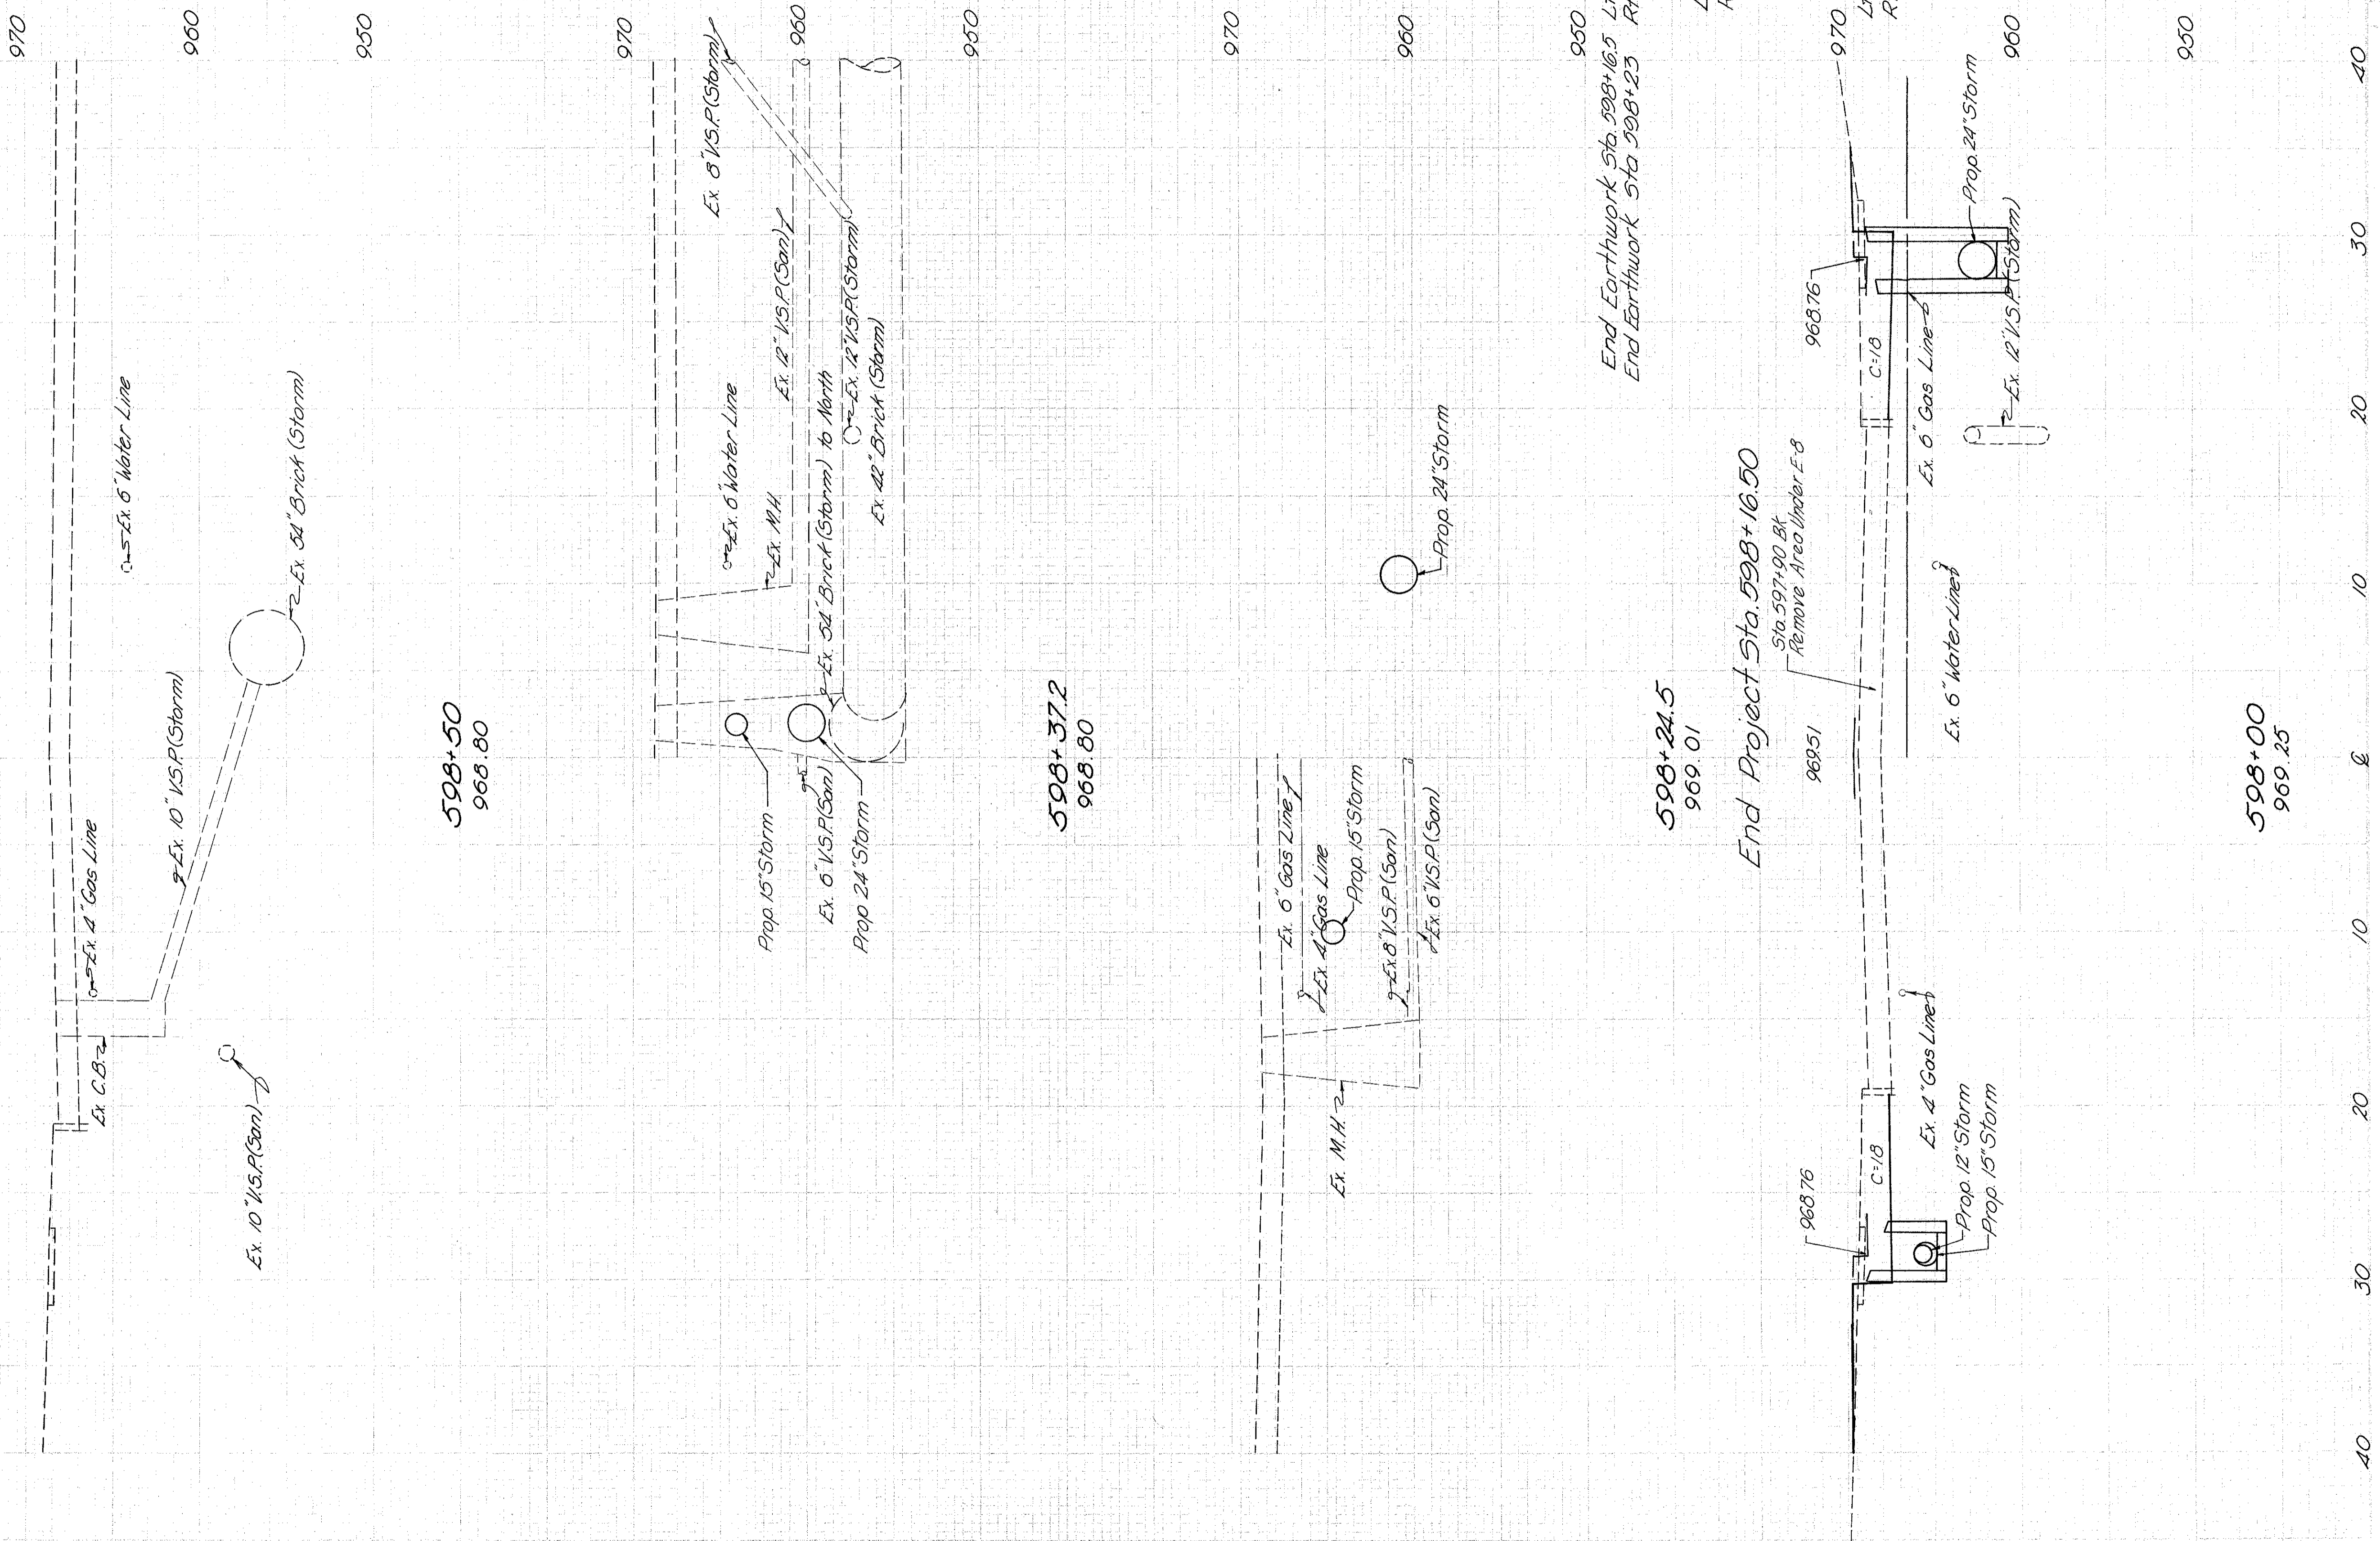 970
960
950
Ex. 6" Water Line
Ex. 54" Brick (Storm)
Ex. 4" Gas Line
Ex. 10" V.S.P. (Storm)
Ex. C.B.
Ex. 10" V.S.P. (San)
598+50
968.80
970
960
950
Ex. 8" V.S.P. (Storm)
Ex. 12" V.S.P. (San)
Ex. 6" Water Line
Ex. M.H.
Ex. 54" Brick (Storm) to North
Ex. 12" V.S.P. (Storm)
Ex. 42" Brick (Storm)
Prop. 15" Storm
Ex. 6" V.S.P. (San)
Prop 24" Storm
598+37.2
968.80
970
960
950
Prop. 24" Storm
Ex. 6" Gas Line
Ex. 4" Gas Line
Prop. 15" Storm
Ex. 8" V.S.P. (San)
Ex. 6" V.S.P. (San)
Ex. M.H.
598+24.5
969.01
End Earthwork Sta. 598+16.5
End Earthwork Sta 598+23
End Project Sta. 598+16.50
Sta. 597+90 Bk
Remove Area Under E-8
970
960
950
968.76
969.51
968.76
C=18
C=18
Prop. 24" Storm
Ex. 12" V.S.P. (Storm)
Ex. 6" Gas Line
Ex. 6" Water Line
Ex. 4" Gas Line
Prop. 12" Storm
Prop. 15" Storm
598+00
969.25
40
30
20
10
℄
10
20
30
40